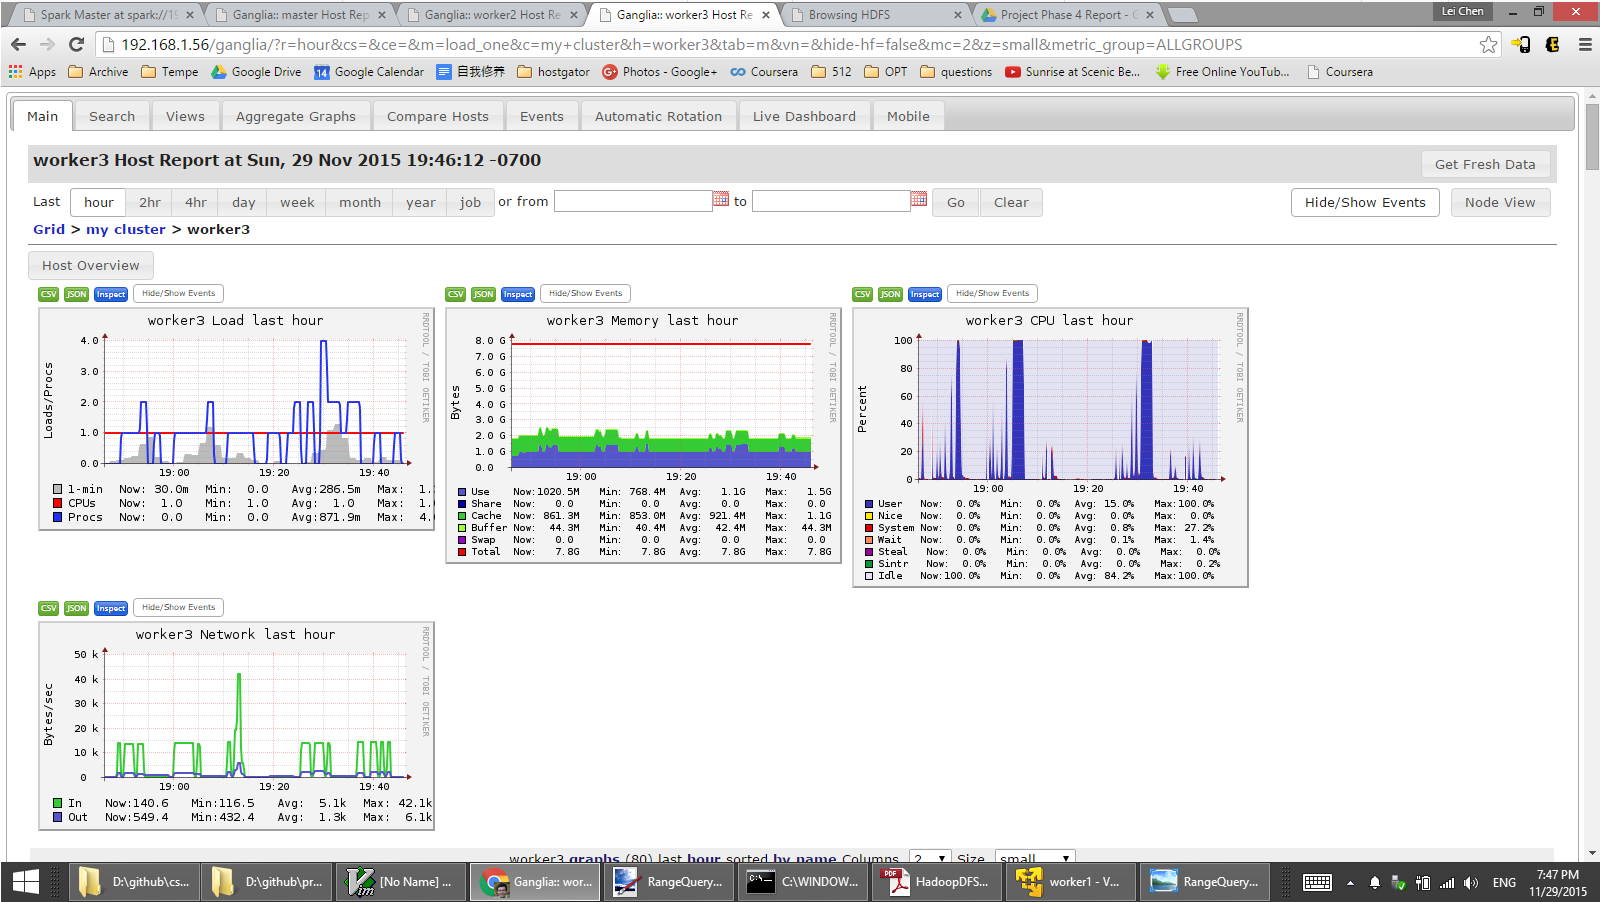 Spark Master at spark://19
Ganglia:: master Host Rep
Ganglia:: worker2 Host Re
Ganglia:: worker3 Host Re
Browsing HDFS
Project Phase 4 Report - G
Lei Chen
192.168.1.56/ganglia/?r=hour&cs=&ce=&m=load_one&c=my+cluster&h=worker3&tab=m&vn=&hide-hf=false&mc=2&z=small&metric_group=ALLGROUPS
Apps Archive Tempe Google Drive 14 Google Calendar 自我修养 hostgator Photos - Google+ Coursera 512 OPT questions Sunrise at Scenic Be... Free Online YouTub... Coursera
Main Search Views Aggregate Graphs Compare Hosts Events Automatic Rotation Live Dashboard Mobile
worker3 Host Report at Sun, 29 Nov 2015 19:46:12 -0700
Get Fresh Data
Last hour 2hr 4hr day week month year job or from to Go Clear Hide/Show Events Node View
Grid > my cluster > worker3
Host Overview
CSV JSON Inspect Hide/Show Events
worker3 Load last hour
RRDTOOL / TOBI OETIKER
Loads/Procs
4.0
3.0
2.0
1.0
0.0
19:00 19:20 19:40
1-min Now: 30.0m Min: 0.0 Avg:286.5m Max: 1.
CPUs Now: 1.0 Min: 1.0 Avg: 1.0 Max: 1.
Procs Now: 0.0 Min: 0.0 Avg:871.9m Max: 4.
CSV JSON Inspect Hide/Show Events
worker3 Memory last hour
RRDTOOL / TOBI OETIKER
Bytes
8.0 G
7.0 G
6.0 G
5.0 G
4.0 G
3.0 G
2.0 G
1.0 G
0.0
19:00 19:20 19:40
Use Now:1020.5M Min: 768.4M Avg: 1.1G Max: 1.5G
Share Now: 0.0 Min: 0.0 Avg: 0.0 Max: 0.0
Cache Now: 861.3M Min: 853.0M Avg: 921.4M Max: 1.1G
Buffer Now: 44.3M Min: 40.4M Avg: 42.4M Max: 44.3M
Swap Now: 0.0 Min: 0.0 Avg: 0.0 Max: 0.0
Total Now: 7.8G Min: 7.8G Avg: 7.8G Max: 7.8G
CSV JSON Inspect Hide/Show Events
worker3 CPU last hour
RRDTOOL / TOBI OETIKER
Percent
100
80
60
40
20
0
19:00 19:20 19:40
User Now: 0.0% Min: 0.0% Avg: 15.0% Max:100.0%
Nice Now: 0.0% Min: 0.0% Avg: 0.0% Max: 0.0%
System Now: 0.0% Min: 0.0% Avg: 0.8% Max: 27.2%
Wait Now: 0.0% Min: 0.0% Avg: 0.1% Max: 1.4%
Steal Now: 0.0% Min: 0.0% Avg: 0.0% Max: 0.0%
Sintr Now: 0.0% Min: 0.0% Avg: 0.0% Max: 0.2%
Idle Now:100.0% Min: 0.0% Avg: 84.2% Max:100.0%
CSV JSON Inspect Hide/Show Events
worker3 Network last hour
RRDTOOL / TOBI OETIKER
Bytes/sec
50 k
40 k
30 k
20 k
10 k
0
19:00 19:20 19:40
In Now:140.6 Min:116.5 Avg: 5.1k Max: 42.1k
Out Now:549.4 Min:432.4 Avg: 1.3k Max: 6.1k
worker3 graphs (80) last hour sorted by name Columns 2 Size small
D:\github\cs... D:\github\pr... Vim [No Name] ... Ganglia:: wor... RangeQuery... C:\WINDOW... PDF HadoopDFS... worker1 - V... RangeQuery... ENG
7:47 PM
11/29/2015